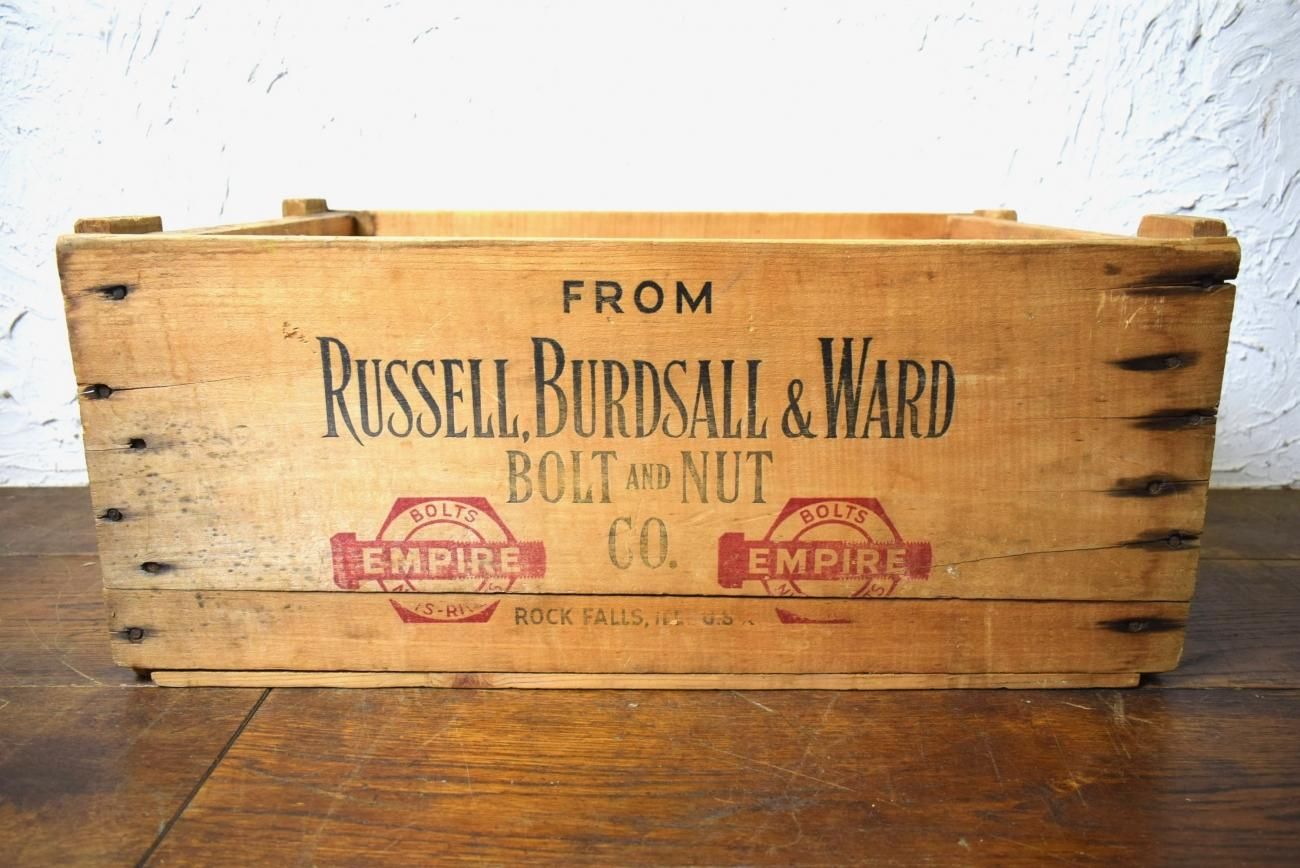 FROM
RUSSELL, BURDSALL & WARD
BOLT AND NUT
CO.
BOLTS
EMPIRE
BOLTS
EMPIRE
ROCK FALLS, ILL. U.S.